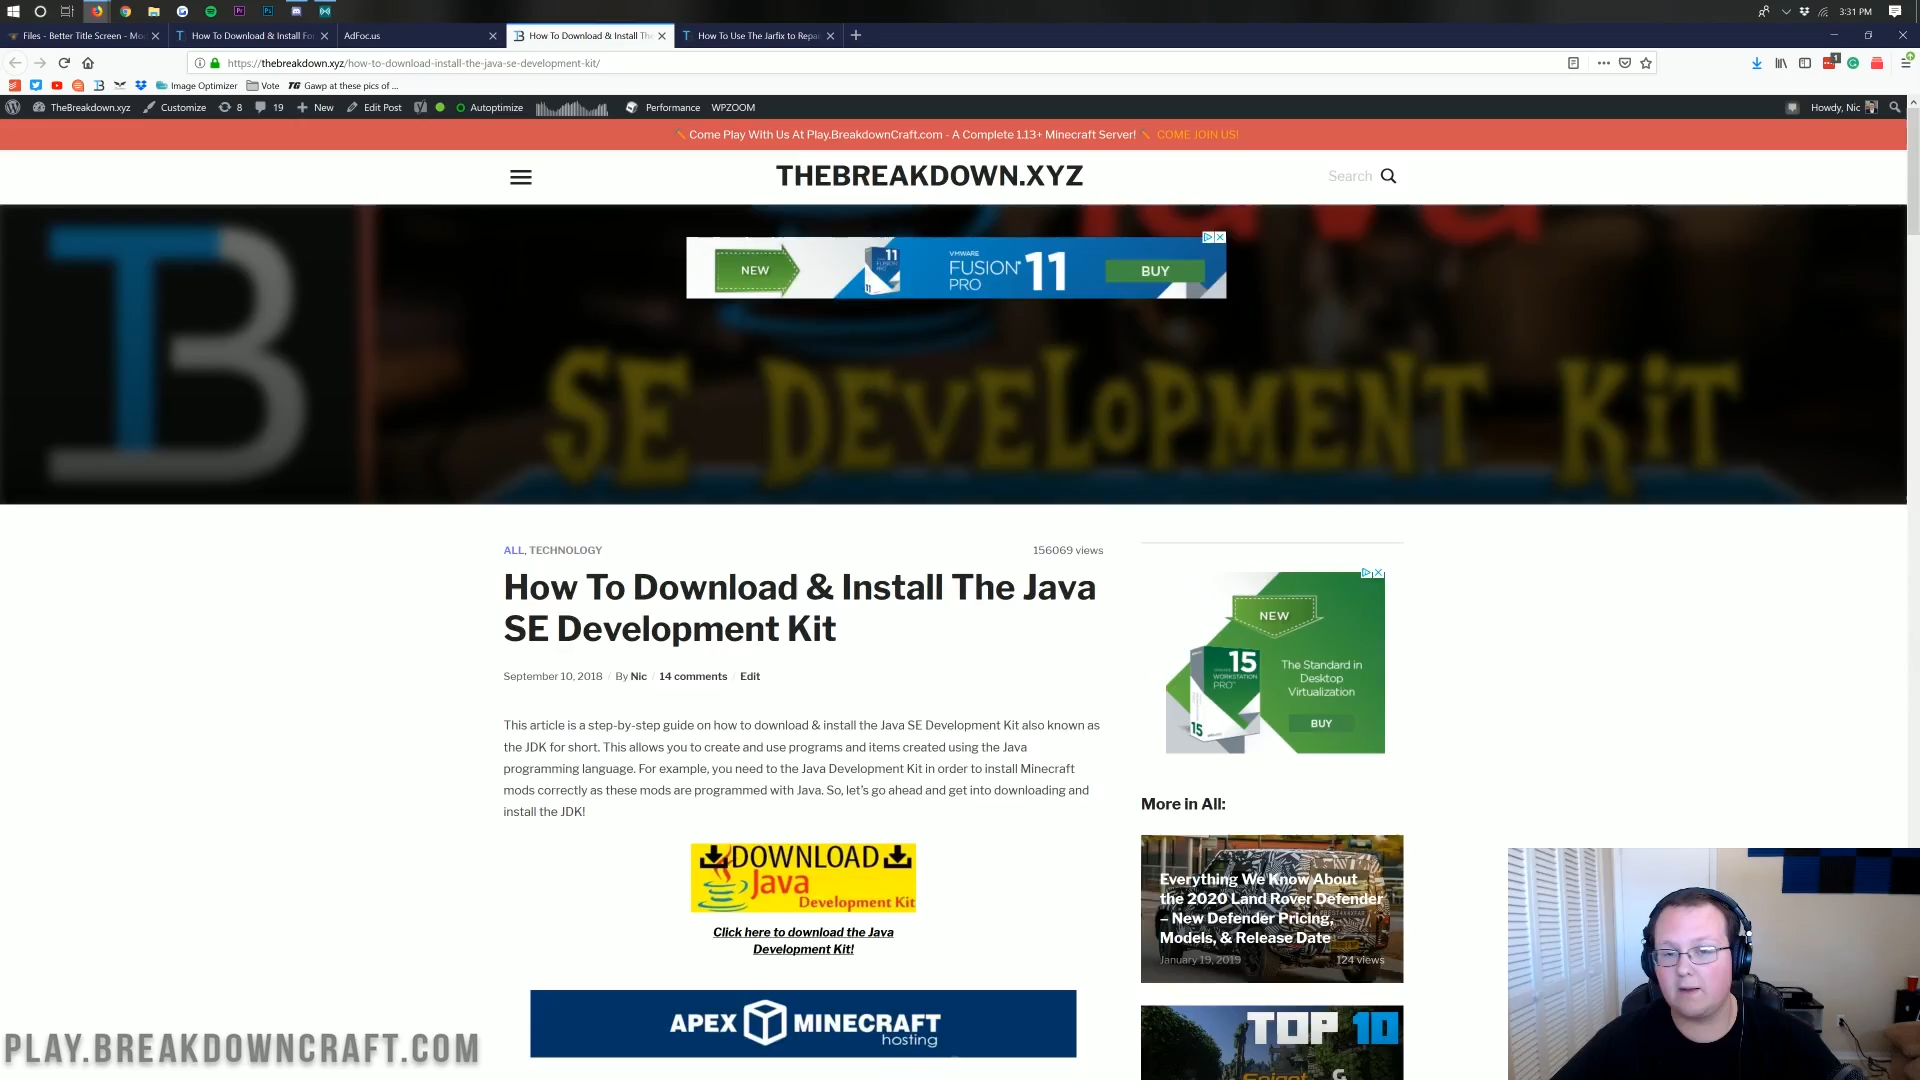 3:31 PM
Files - Better Title Screen - Mo
How To Download & Install Fo
AdFoc.us
How To Download & Install The
How To Use The Jarfix to Repa
https://thebreakdown.xyz/how-to-download-install-the-java-se-development-kit/
Image Optimizer
Vote
TG Gawp at these pics of ...
TheBreakdown.xyz
Customize
8
19
New
Edit Post
Autoptimize
Performance
WPZOOM
Howdy, Nic
Come Play With Us At Play.BreakdownCraft.com - A Complete 1.13+ Minecraft Server!
COME JOIN US!
THEBREAKDOWN.XYZ
Search
NEW
11
VMWARE
FUSION PRO 11
BUY
SE DEVELOPMENT KIT
ALL, TECHNOLOGY
156069 views
How To Download & Install The Java
SE Development Kit
September 10, 2018 / By Nic / 14 comments / Edit
This article is a step-by-step guide on how to download & install the Java SE Development Kit also known as
the JDK for short. This allows you to create and use programs and items created using the Java
programming language. For example, you need to the Java Development Kit in order to install Minecraft
mods correctly as these mods are programmed with Java. So, let's go ahead and get into downloading and
install the JDK!
DOWNLOAD
Java
Development Kit
Click here to download the Java
Development Kit!
APEX MINECRAFT
hosting
NEW
15
WORKSTATION
PRO
15
The Standard in
Desktop
Virtualization
BUY
More in All:
Everything We Know About
the 2020 Land Rover Defender
– New Defender Pricing,
Models, & Release Date
January 19, 2019
124 views
TOP 10
PLAY.BREAKDOWNCRAFT.COM